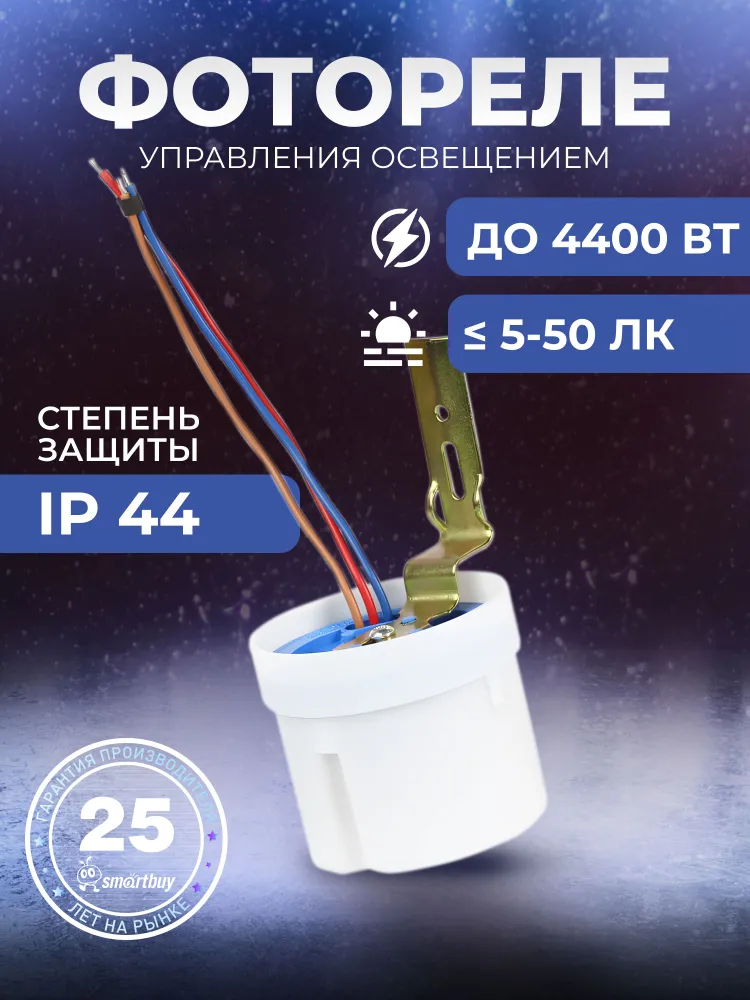 ФОТОРЕЛЕ
УПРАВЛЕНИЯ ОСВЕЩЕНИЕМ
ДО 4400 ВТ
≤ 5-50 ЛК
СТЕПЕНЬ
ЗАЩИТЫ
IP 44
ГАРАНТИЯ ПРОИЗВОДИТЕЛЯ
25
smartbuy
ЛЕТ НА РЫНКЕ